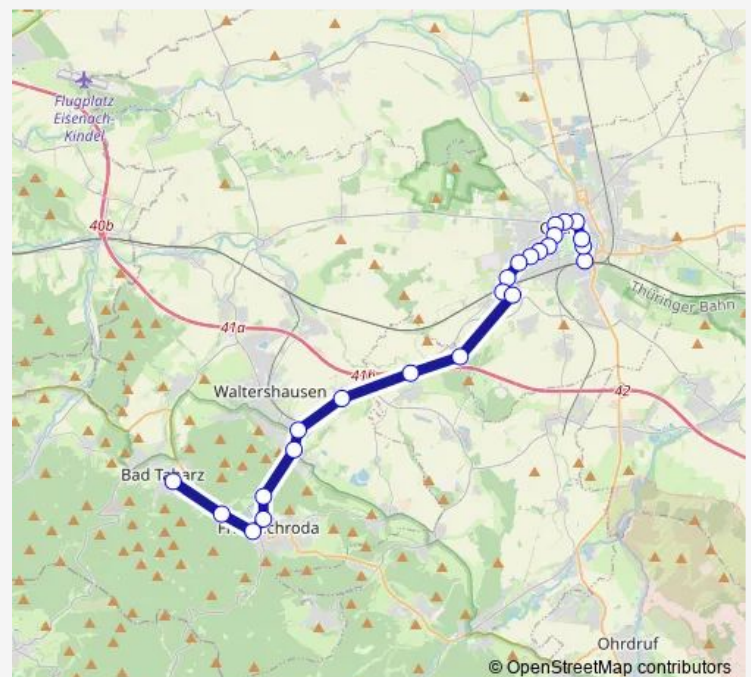 Flugplatz
Eisenach-
Kindel
40b
41a
Thüringer Bahn
41b
42
Waltershausen
Bad Tabarz
Ohrdruf
© OpenStreetMap contributors